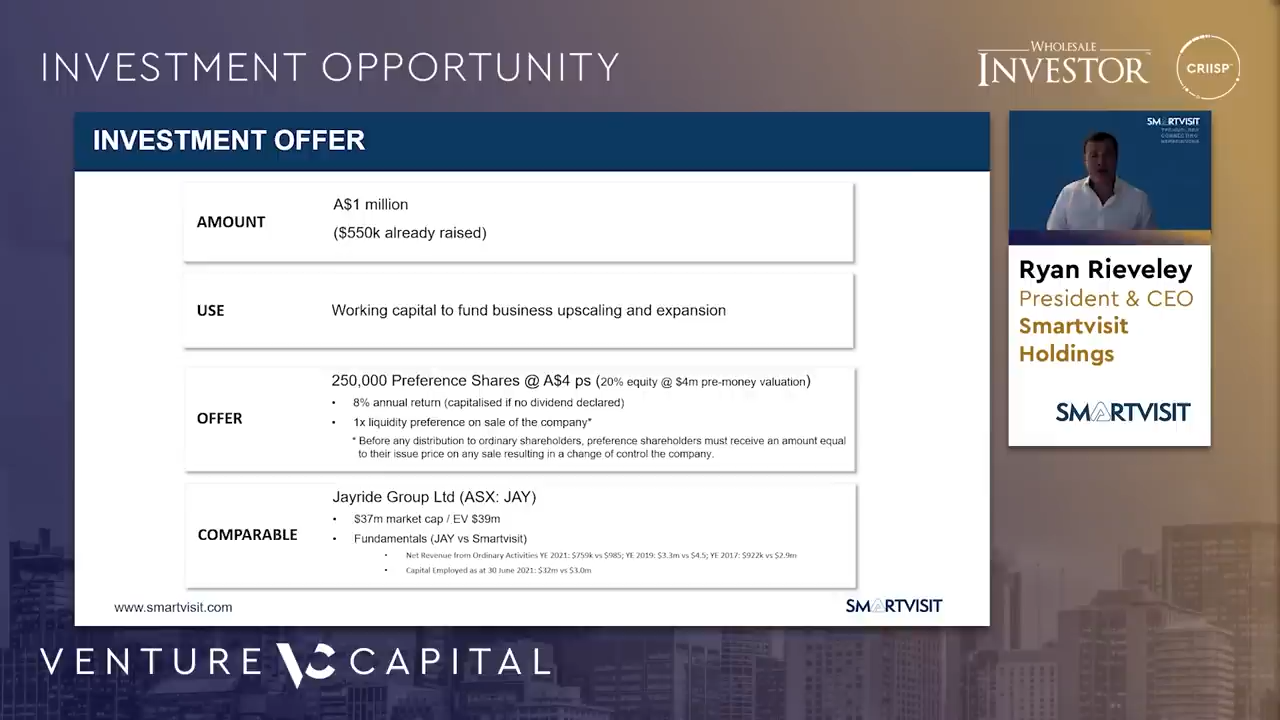 INVESTMENT OPPORTUNITY
WHOLESALE
INVESTOR
CRIISP
INVESTMENT OFFER
AMOUNT
A$1 million
($550k already raised)
USE
Working capital to fund business upscaling and expansion
OFFER
250,000 Preference Shares @ A$4 ps (20% equity @ $4m pre-money valuation)
• 8% annual return (capitalised if no dividend declared)
• 1x liquidity preference on sale of the company*
* Before any distribution to ordinary shareholders, preference shareholders must receive an amount equal
to their issue price on any sale resulting in a change of control the company.
COMPARABLE
Jayride Group Ltd (ASX: JAY)
• $37m market cap / EV $39m
• Fundamentals (JAY vs Smartvisit)
• Net Revenue from Ordinary Activities YE 2021: $759k vs $985; YE 2019: $3.3m vs $4.5; YE 2017: $922k vs $2.9m
• Capital Employed as at 30 June 2021: $32m vs $3.0m
www.smartvisit.com
SMARTVISIT
SMARTVISIT
Ryan Rieveley
President & CEO
Smartvisit
Holdings
SMARTVISIT
VENTURE VC CAPITAL